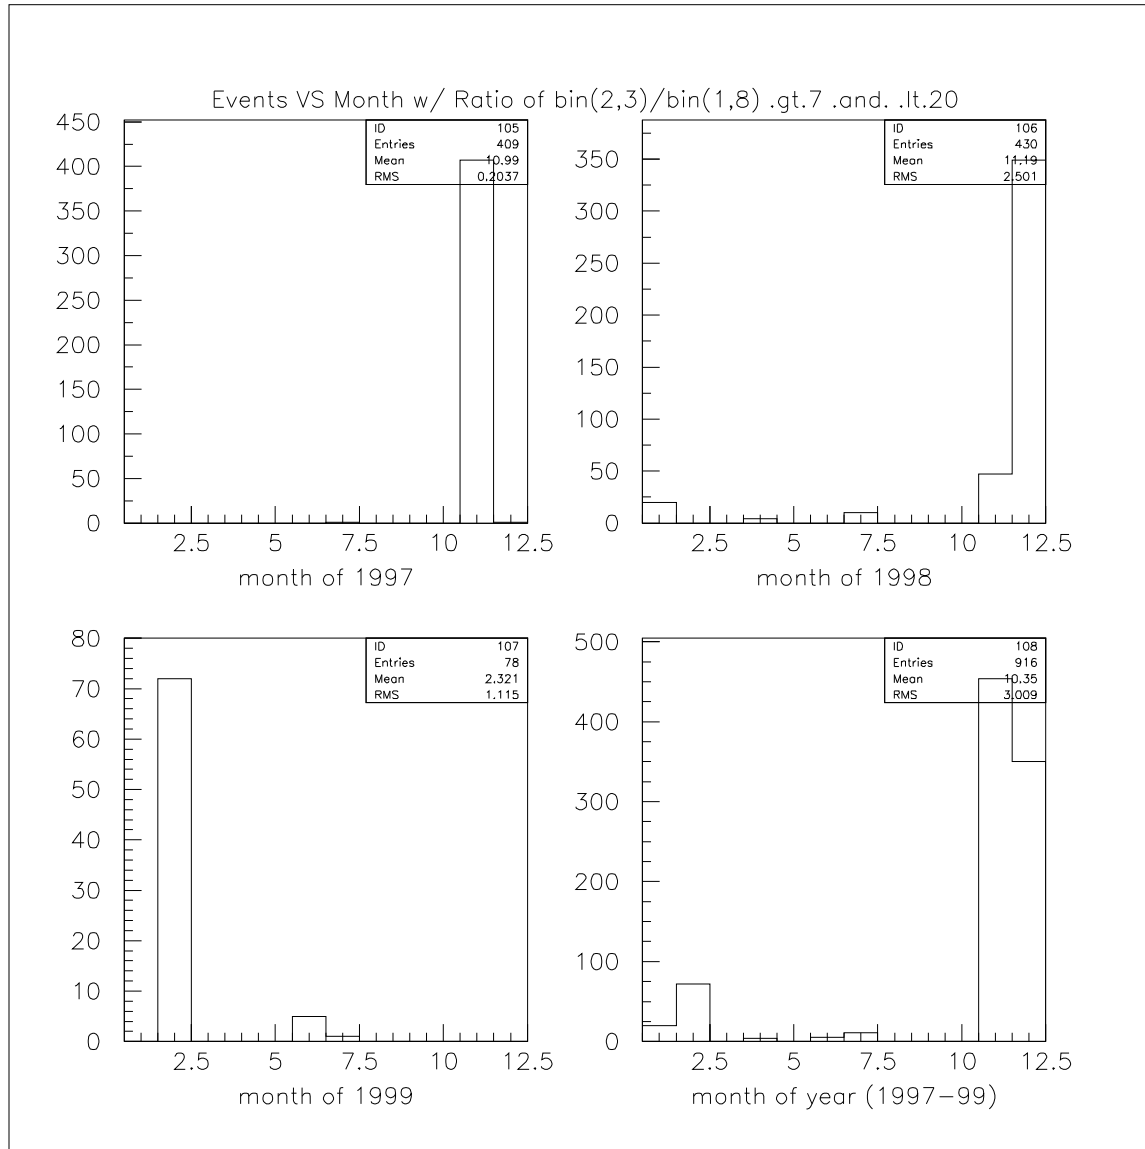 Events VS Month w/ Ratio of bin(2,3)/bin(1,8) .gt.7 .and. .lt.20
ID 105
Entries 409
Mean 10.99
RMS 0.2037
450
400
350
300
250
200
150
100
50
0
2.5 5 7.5 10 12.5
month of 1997
ID 106
Entries 430
Mean 11.19
RMS 2.501
350
300
250
200
150
100
50
0
2.5 5 7.5 10 12.5
month of 1998
ID 107
Entries 78
Mean 2.321
RMS 1.115
80
70
60
50
40
30
20
10
0
2.5 5 7.5 10 12.5
month of 1999
ID 108
Entries 916
Mean 10.35
RMS 3.009
500
400
300
200
100
0
2.5 5 7.5 10 12.5
month of year (1997-99)